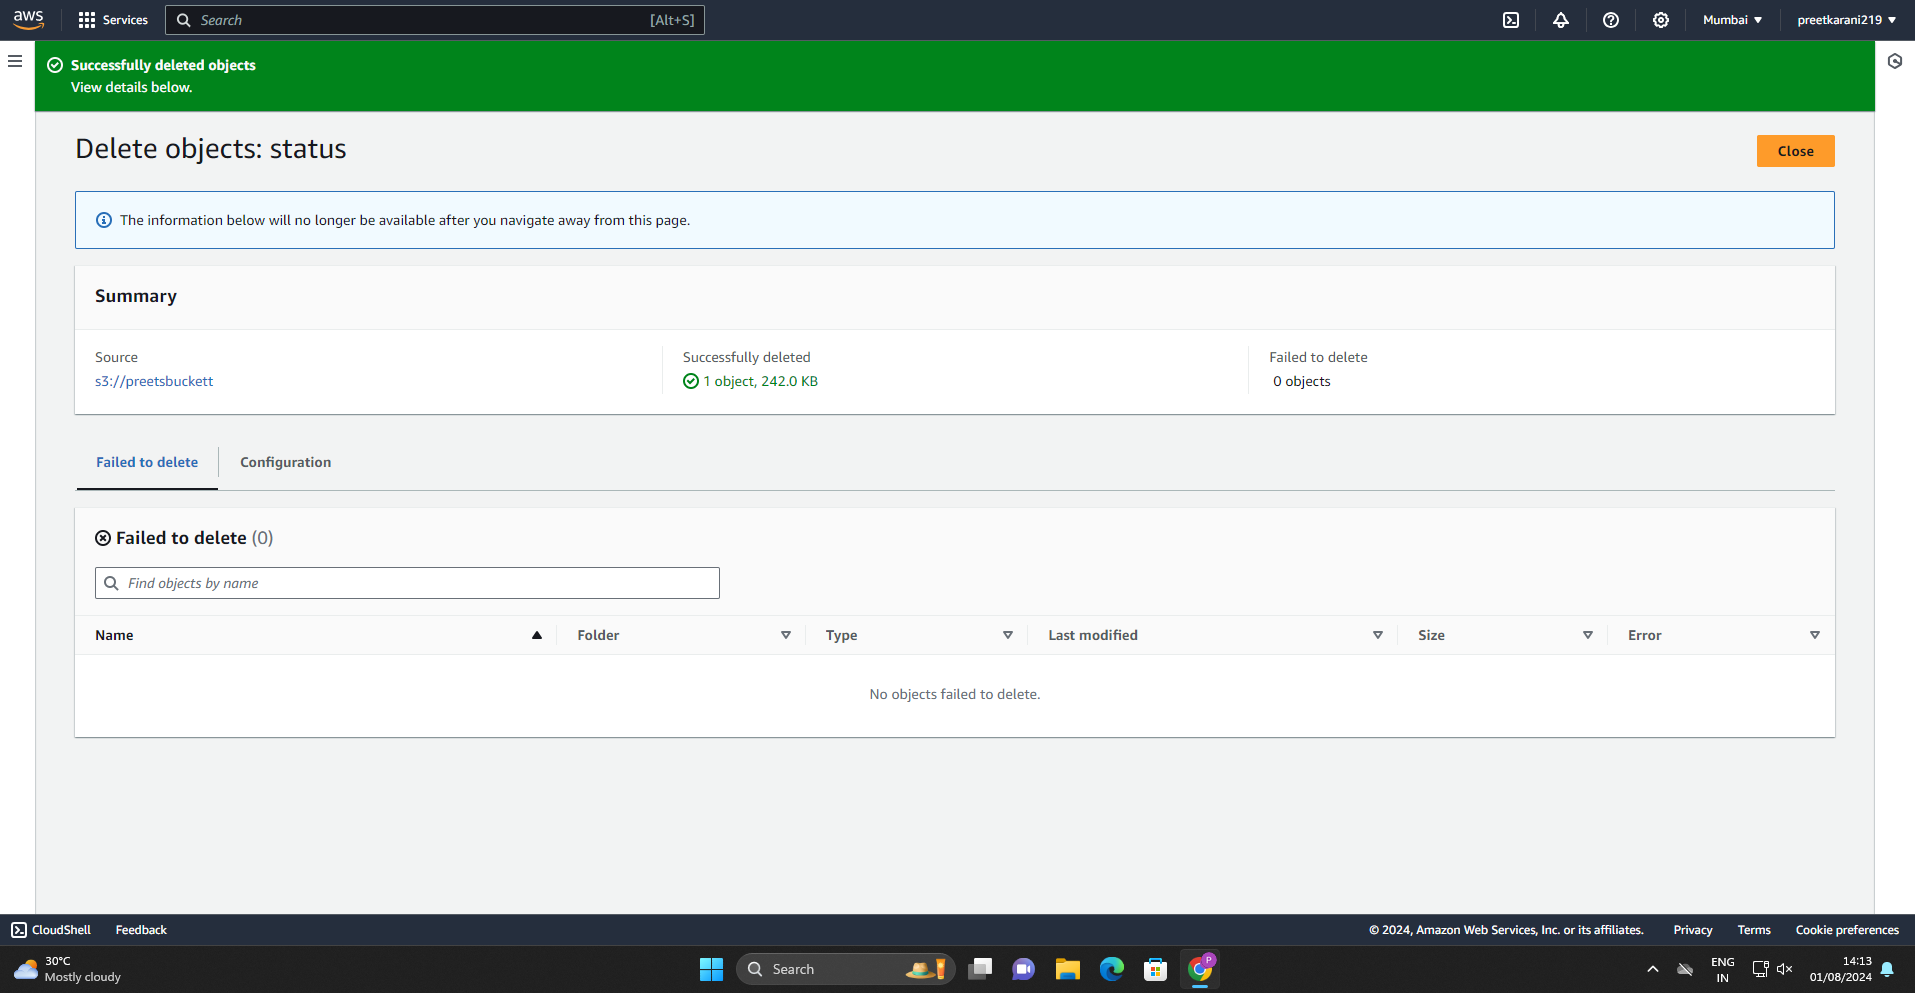 aws
Services
Search
[Alt+S]
Mumbai
preetkarani219
Successfully deleted objects
View details below.
Delete objects: status
Close
The information below will no longer be available after you navigate away from this page.
Summary
Source
s3://preetsbuckett
Successfully deleted
1 object, 242.0 KB
Failed to delete
0 objects
Failed to delete
Configuration
Failed to delete (0)
Find objects by name
Name
Folder
Type
Last modified
Size
Error
No objects failed to delete.
CloudShell
Feedback
© 2024, Amazon Web Services, Inc. or its affiliates.
Privacy
Terms
Cookie preferences
30°C
Mostly cloudy
Search
P
ENG
IN
14:13
01/08/2024